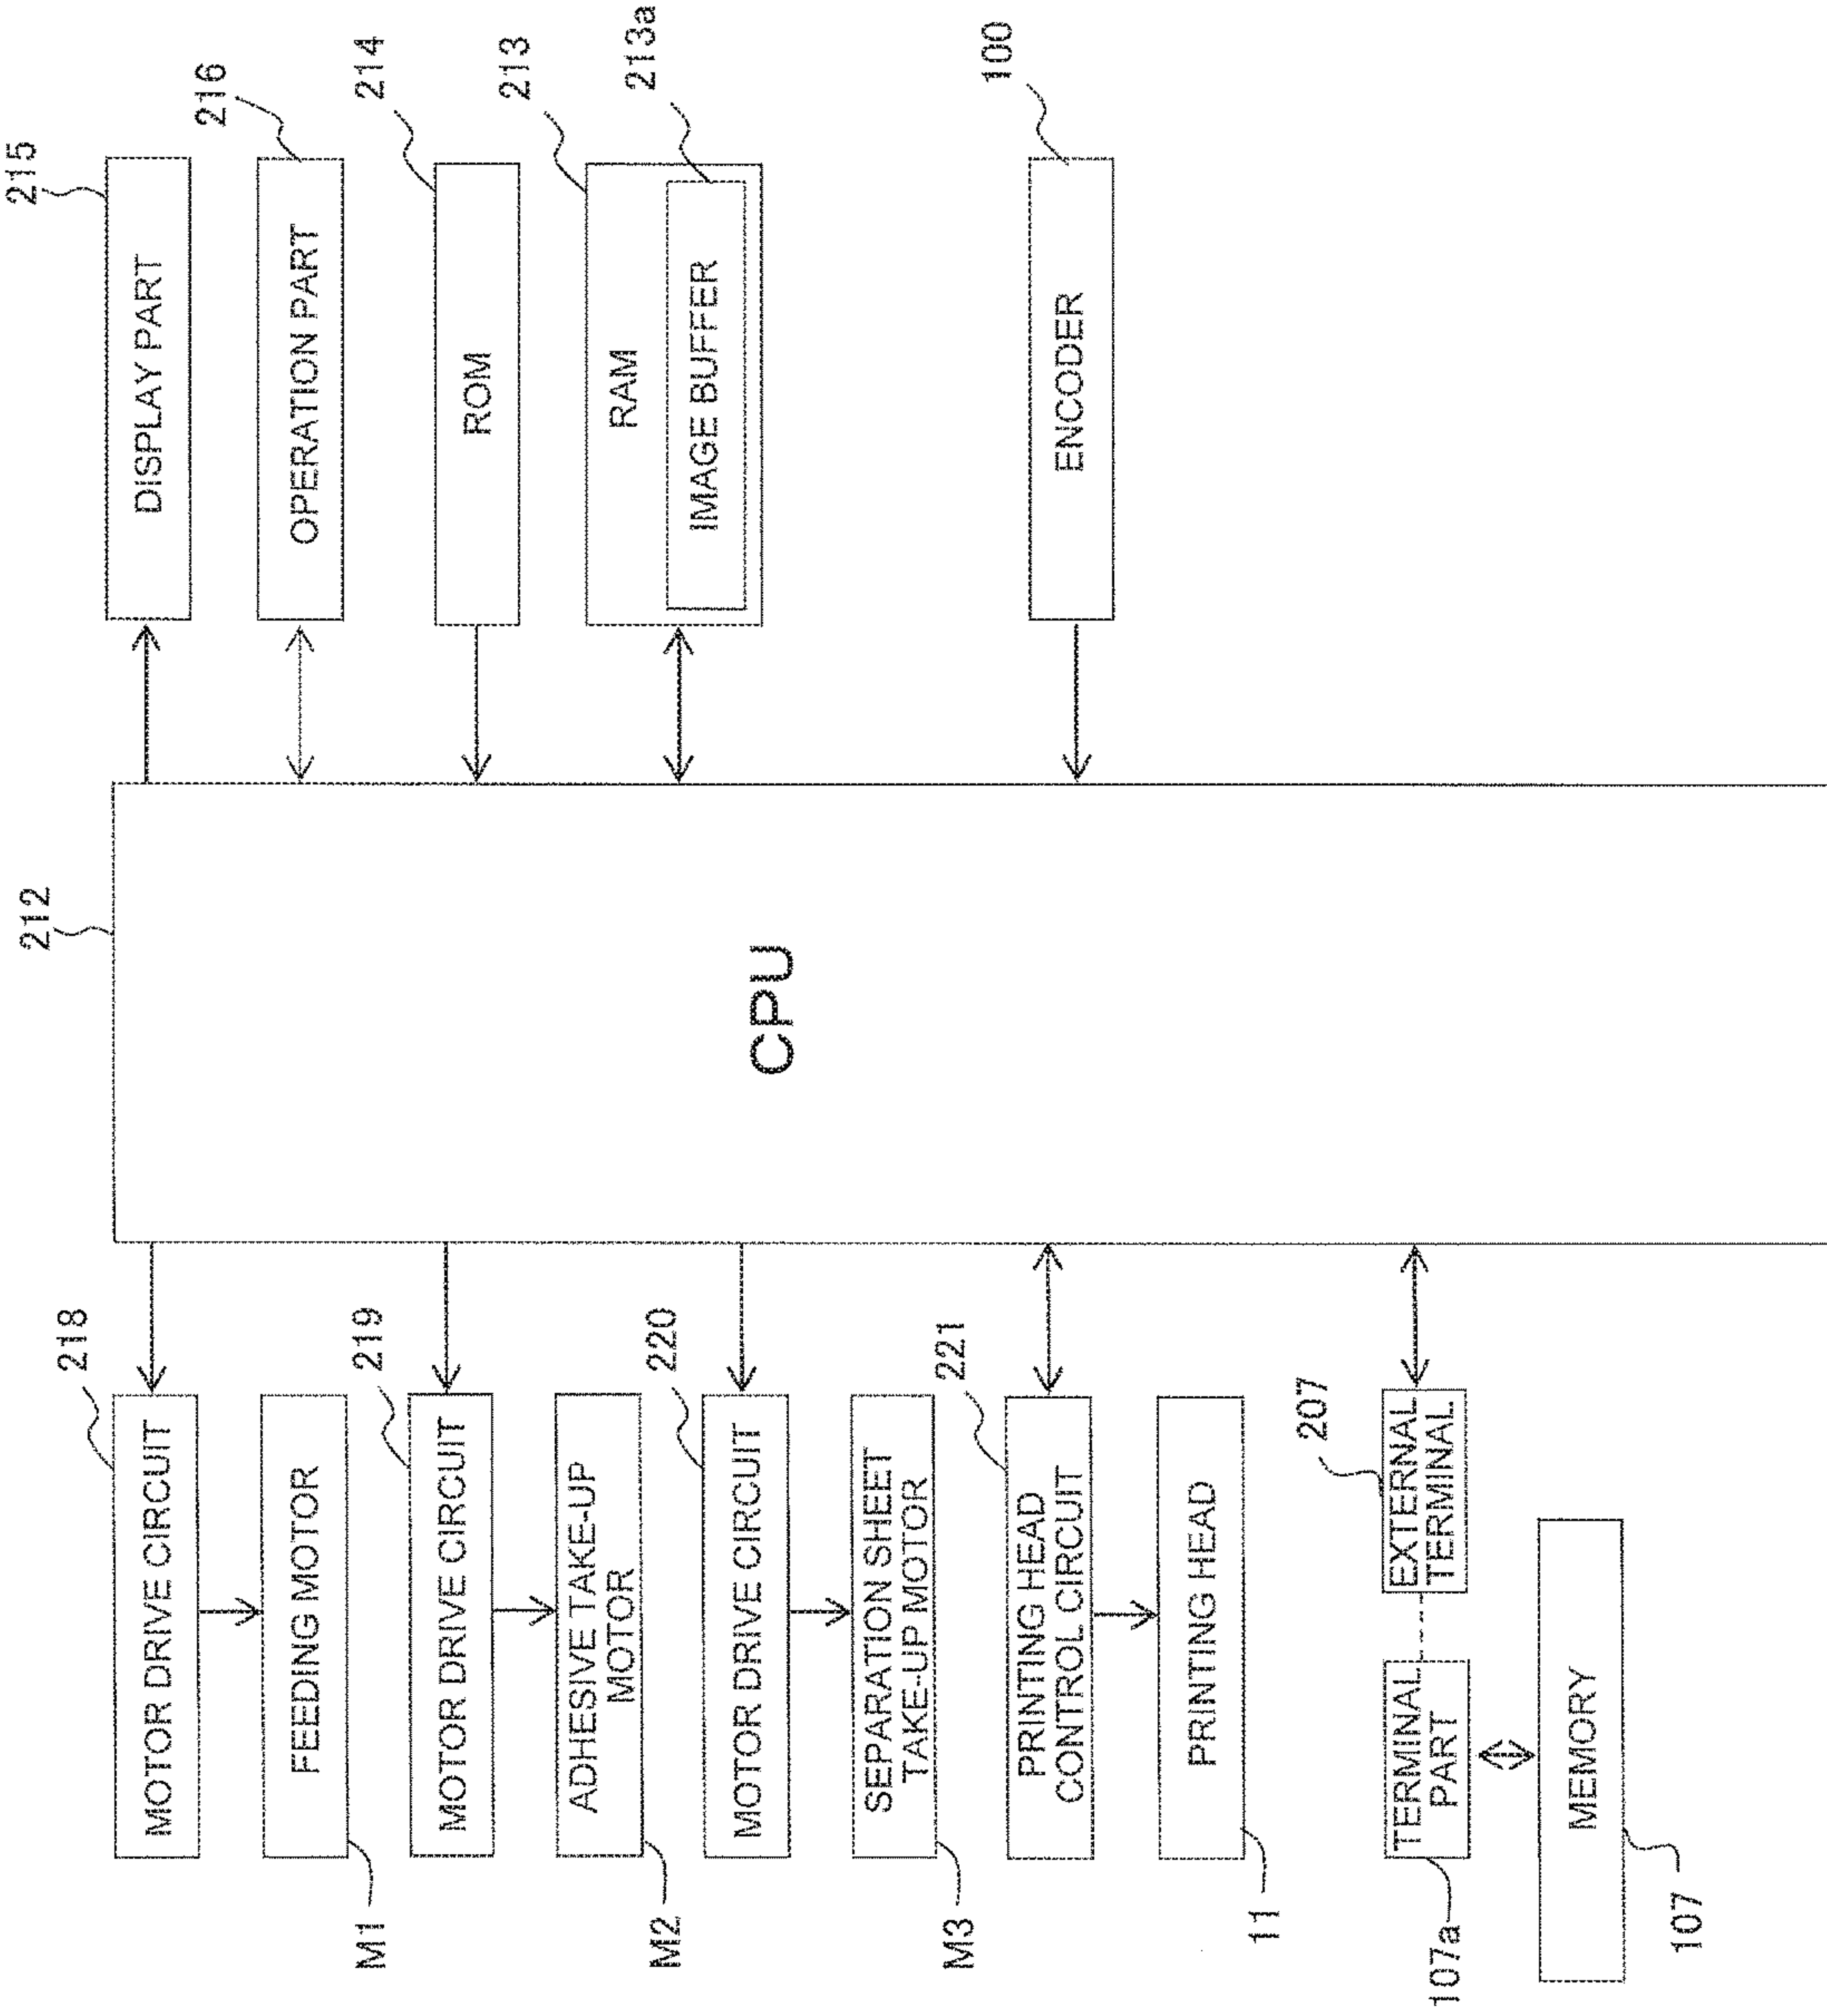 215
DISPLAY PART
216
OPERATION PART
214
ROM
213
RAM
213a
IMAGE BUFFER
100
ENCODER
212
CPU
218
MOTOR DRIVE CIRCUIT
FEEDING MOTOR
M1
219
MOTOR DRIVE CIRCUIT
ADHESIVE TAKE-UP
MOTOR
M2
220
MOTOR DRIVE CIRCUIT
SEPARATION SHEET
TAKE-UP MOTOR
M3
221
PRINTING HEAD
CONTROL CIRCUIT
PRINTING HEAD
11
207
EXTERNAL
TERMINAL
TERMINAL
PART
107a
MEMORY
107